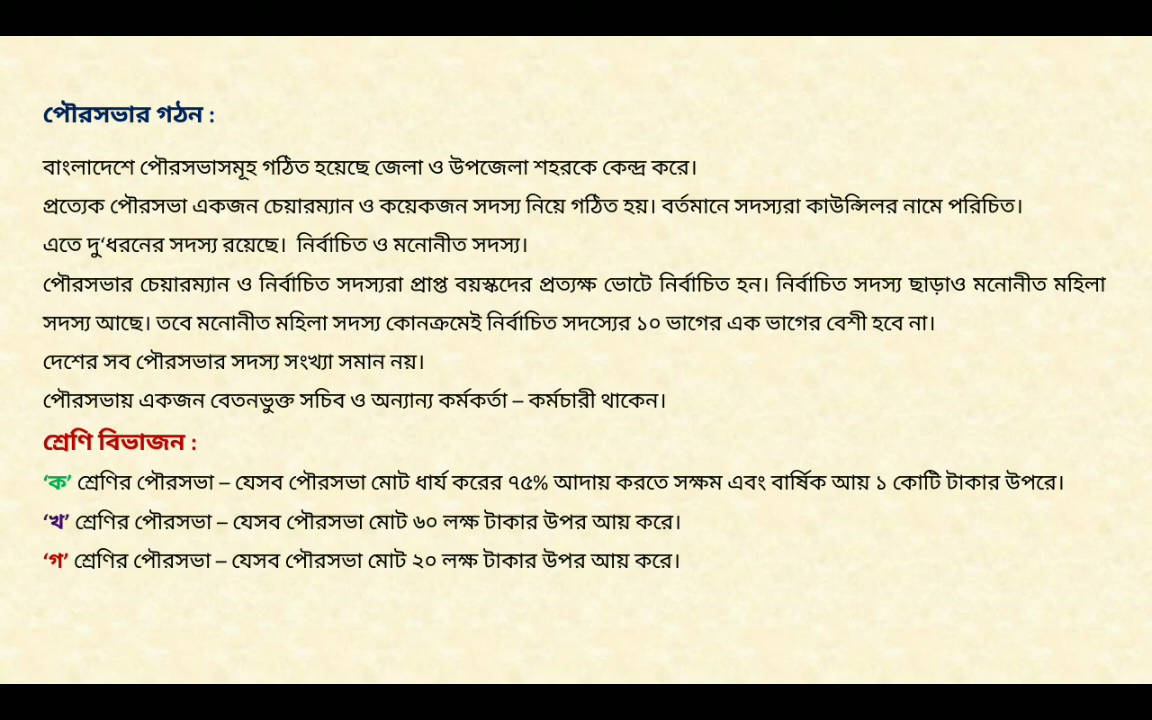 পৌরসভার গঠন :
বাংলাদেশে পৌরসভাসমূহ গঠিত হয়েছে জেলা ও উপজেলা শহরকে কেন্দ্র করে।
প্রত্যেক পৌরসভা একজন চেয়ারম্যান ও কয়েকজন সদস্য নিয়ে গঠিত হয়। বর্তমানে সদস্যরা কাউন্সিলর নামে পরিচিত।
এতে দু‘ধরনের সদস্য রয়েছে। নির্বাচিত ও মনোনীত সদস্য।
পৌরসভার চেয়ারম্যান ও নির্বাচিত সদস্যরা প্রাপ্ত বয়স্কদের প্রত্যক্ষ ভোটে নির্বাচিত হন। নির্বাচিত সদস্য ছাড়াও মনোনীত মহিলা
সদস্য আছে। তবে মনোনীত মহিলা সদস্য কোনক্রমেই নির্বাচিত সদস্যের ১০ ভাগের এক ভাগের বেশী হবে না।
দেশের সব পৌরসভার সদস্য সংখ্যা সমান নয়।
পৌরসভায় একজন বেতনভুক্ত সচিব ও অন্যান্য কর্মকর্তা – কর্মচারী থাকেন।
শ্রেণি বিভাজন :
‘ক’ শ্রেণির পৌরসভা – যেসব পৌরসভা মোট ধার্য করের ৭৫% আদায় করতে সক্ষম এবং বার্ষিক আয় ১ কোটি টাকার উপরে।
‘খ’ শ্রেণির পৌরসভা – যেসব পৌরসভা মোট ৬০ লক্ষ টাকার উপর আয় করে।
‘গ’ শ্রেণির পৌরসভা – যেসব পৌরসভা মোট ২০ লক্ষ টাকার উপর আয় করে।